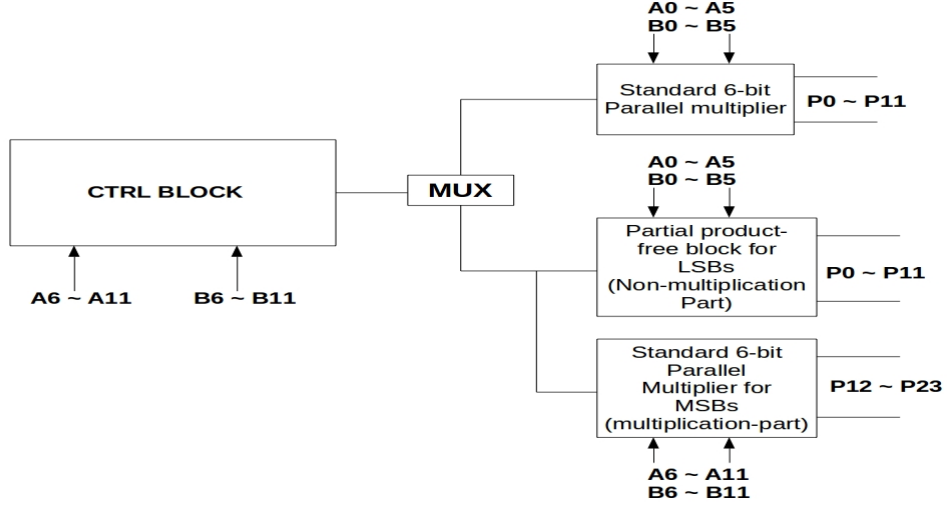 A0 ~ A5
B0 ~ B5
Standard 6-bit
Parallel multiplier
P0 ~ P11
CTRL BLOCK
MUX
A6 ~ A11
B6 ~ B11
A0 ~ A5
B0 ~ B5
Partial product-
free block for
LSBs
(Non-multiplication
Part)
P0 ~ P11
Standard 6-bit
Parallel
Multiplier for
MSBs
(multiplication-part)
P12 ~ P23
A6 ~ A11
B6 ~ B11